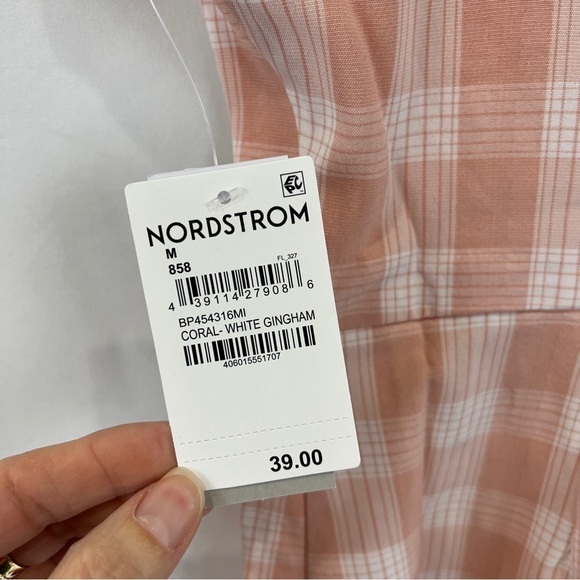 NORDSTROM
M
858
FL_327
4 39114 27908 6
BP454316MI
CORAL- WHITE GINGHAM
406015551707
39.00